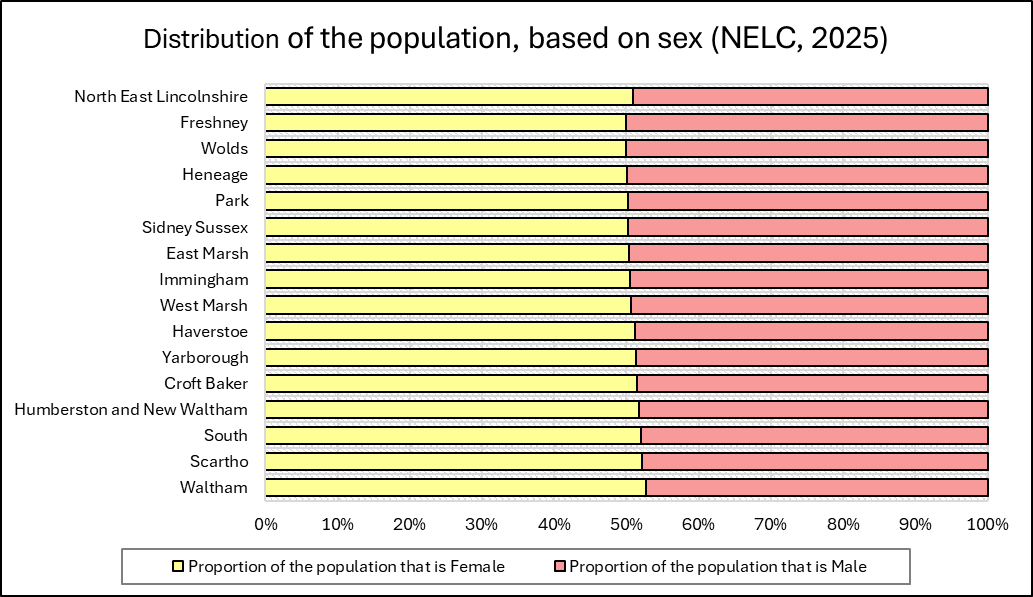 Distribution of the population, based on sex (NELC, 2025)
North East Lincolnshire
Freshney
Wolds
Heneage
Park
Sidney Sussex
East Marsh
Immingham
West Marsh
Haverstoe
Yarborough
Croft Baker
Humberston and New Waltham
South
Scartho
Waltham
0% 10% 20% 30% 40% 50% 60% 70% 80% 90% 100%
Proportion of the population that is Female Proportion of the population that is Male